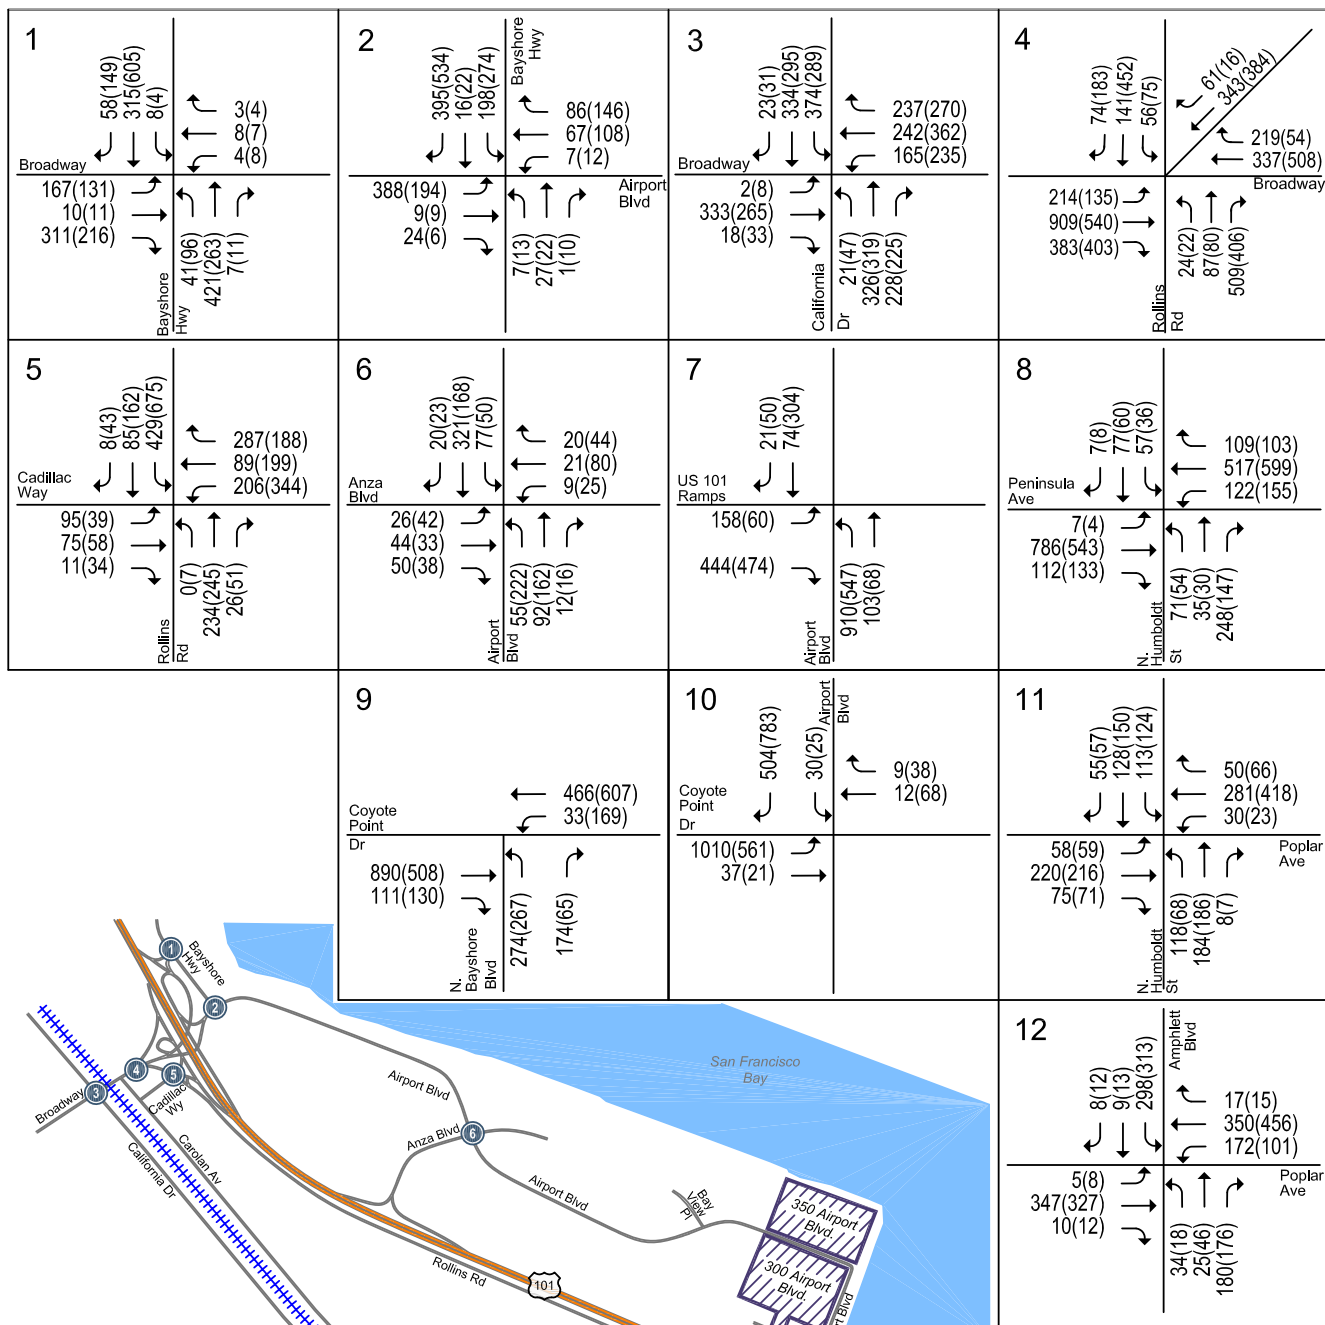 1
58(149)
315(605)
8(4)
3(4)
8(7)
4(8)
Broadway
167(131)
10(11)
311(216)
41(96)
421(263)
7(11)
Bayshore
Hwy
2
395(534)
16(22)
198(274)
Bayshore
Hwy
86(146)
67(108)
7(12)
388(194)
9(9)
24(6)
Airport
Blvd
7(13)
27(22)
1(10)
3
23(31)
334(295)
374(289)
237(270)
242(362)
165(235)
Broadway
2(8)
333(265)
18(33)
21(47)
326(319)
228(225)
California
Dr
4
74(183)
141(452)
56(75)
61(16)
343(384)
219(54)
337(508)
Broadway
214(135)
909(540)
383(403)
24(22)
87(80)
509(406)
Rollins
Rd
5
8(43)
85(162)
429(675)
287(188)
89(199)
206(344)
Cadillac
Way
95(39)
75(58)
11(34)
0(7)
234(245)
26(51)
Rollins
Rd
6
20(23)
321(168)
77(50)
20(44)
21(80)
9(25)
Anza
Blvd
26(42)
44(33)
50(38)
55(222)
92(162)
12(16)
Airport
Blvd
7
21(50)
74(304)
US 101
Ramps
158(60)
444(474)
910(547)
103(68)
Airport
Blvd
8
7(8)
77(60)
57(36)
109(103)
517(599)
122(155)
Peninsula
Ave
7(4)
786(543)
112(133)
71(54)
35(30)
248(147)
N.
Humboldt
St
9
466(607)
33(169)
Coyote
Point
Dr
890(508)
111(130)
274(267)
174(65)
N.
Bayshore
Blvd
10
504(783)
30(25)
Airport
Blvd
9(38)
12(68)
Coyote
Point
Dr
1010(561)
37(21)
11
55(57)
128(150)
113(124)
50(66)
281(418)
30(23)
58(59)
220(216)
75(71)
Poplar
Ave
118(68)
184(186)
8(7)
N.
Humboldt
St
12
8(12)
9(13)
298(313)
Amphlett
Blvd
17(15)
350(456)
172(101)
5(8)
347(327)
10(12)
Poplar
Ave
34(18)
25(46)
180(176)
1
Bayshore
Hwy
2
San Francisco
Bay
4
5
3
Broadway
Cadillac
Wy
Airport Blvd
Anza Blvd
6
Carolan Av
California Dr
Airport Blvd
Bay
View
Pl
350 Airport
Blvd.
300 Airport
Blvd.
Rollins Rd
101